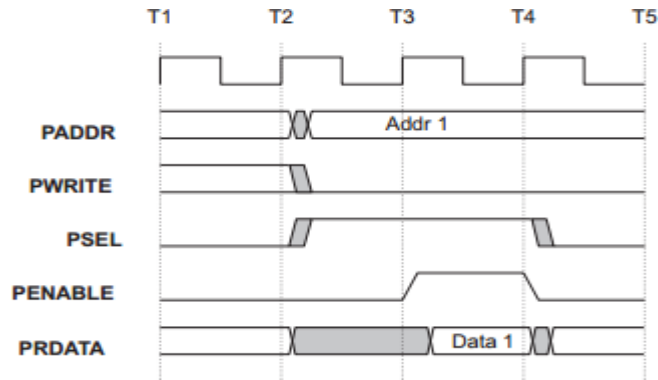 T1 T2 T3 T4 T5
PADDR Addr 1
PWRITE
PSEL
PENABLE
PRDATA Data 1